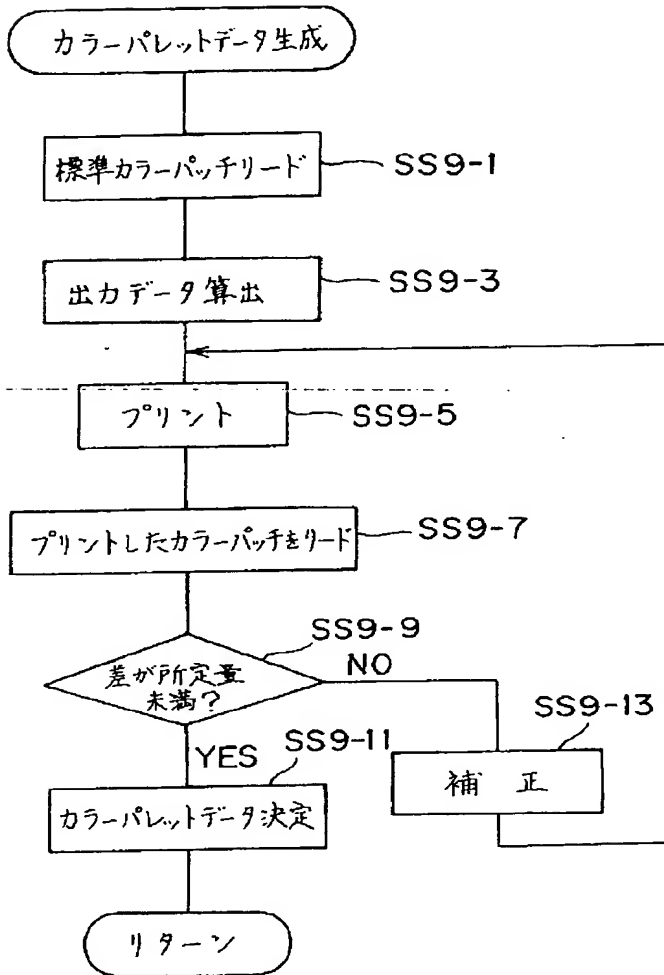 カラーパレットデータ生成
標準カラーパッチリード
SS9-1
出力データ算出
SS9-3
プリント
SS9-5
プリントしたカラーパッチをリード
SS9-7
差が所定量
未満?
SS9-9
NO
YES
SS9-11
カラーパレットデータ決定
SS9-13
補正
リターン